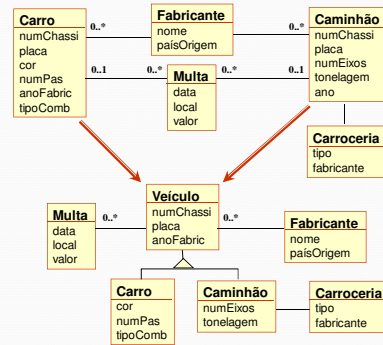 Carro
numChassi
placa
cor
numPas
anoFabric
tipoComb
0..*
Fabricante
nome
paísOrigem
0..*
Caminhão
numChassi
placa
numEixos
tonelagem
ano
0..1
0..*
Multa
data
local
valor
0..*
0..1
Carroceria
tipo
fabricante
Veículo
numChassi
placa
anoFabric
Multa
data
local
valor
0..*
0..*
Fabricante
nome
paísOrigem
Carro
cor
numPas
tipoComb
Caminhão
numEixos
tonelagem
Carroceria
tipo
fabricante